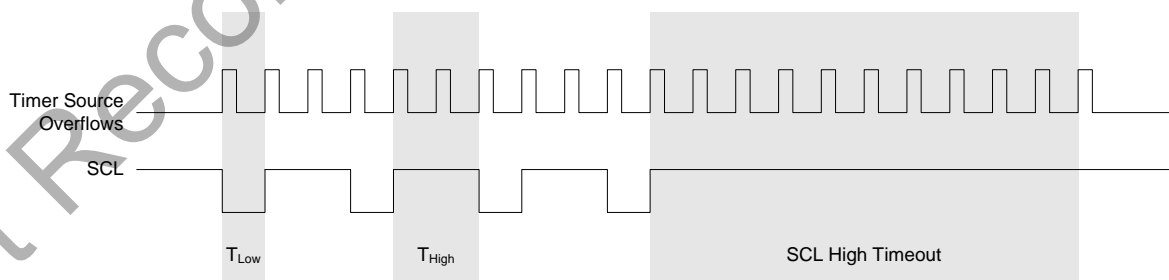 Timer Source
Overflows
SCL
TLow
THigh
SCL High Timeout